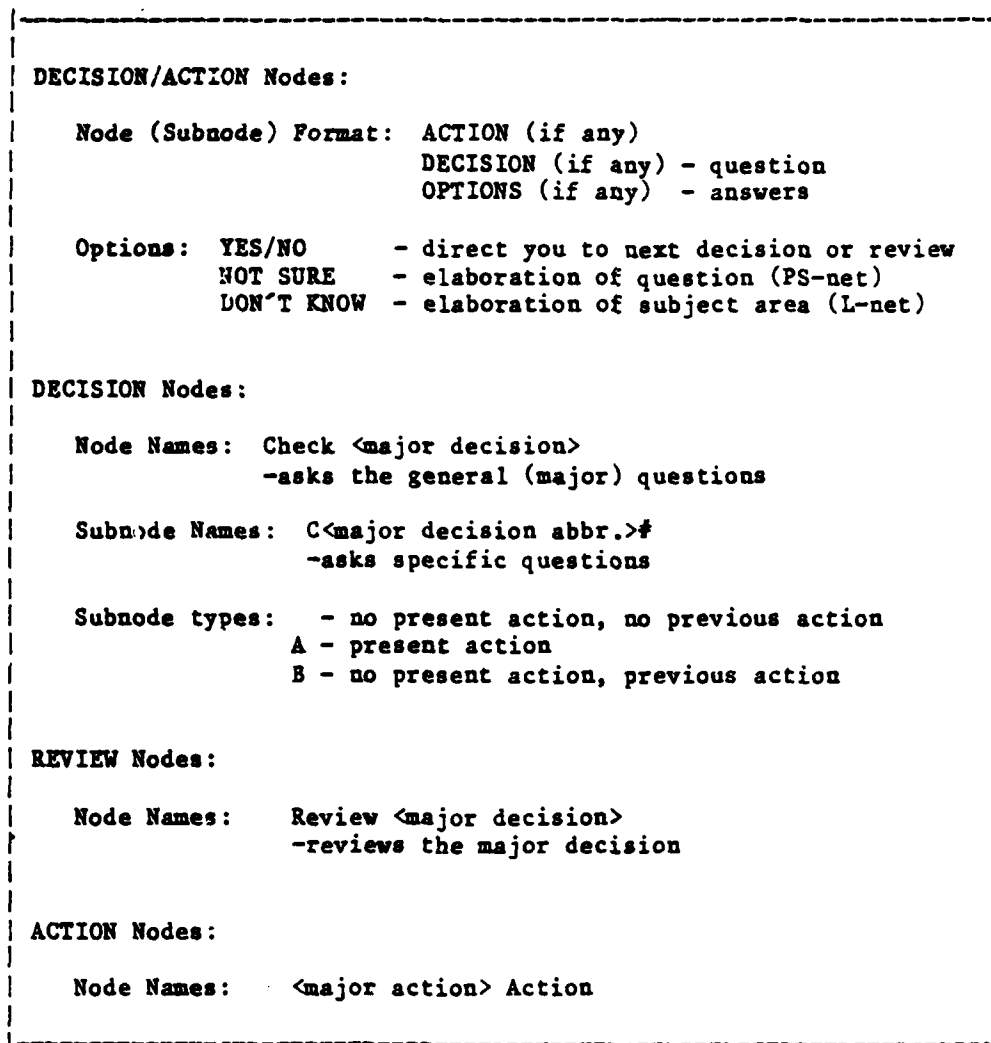 DECISION/ACTION Nodes:
Node (Subnode) Format: ACTION (if any)
DECISION (if any) - question
OPTIONS (if any) - answers
Options: YES/NO - direct you to next decision or review
NOT SURE - elaboration of question (PS-net)
DON'T KNOW - elaboration of subject area (L-net)
DECISION Nodes:
Node Names: Check <major decision>
-asks the general (major) questions
Subnode Names: C<major decision abbr.>#
-asks specific questions
Subnode types: - no present action, no previous action
A - present action
B - no present action, previous action
REVIEW Nodes:
Node Names: Review <major decision>
-reviews the major decision
ACTION Nodes:
Node Names: <major action> Action